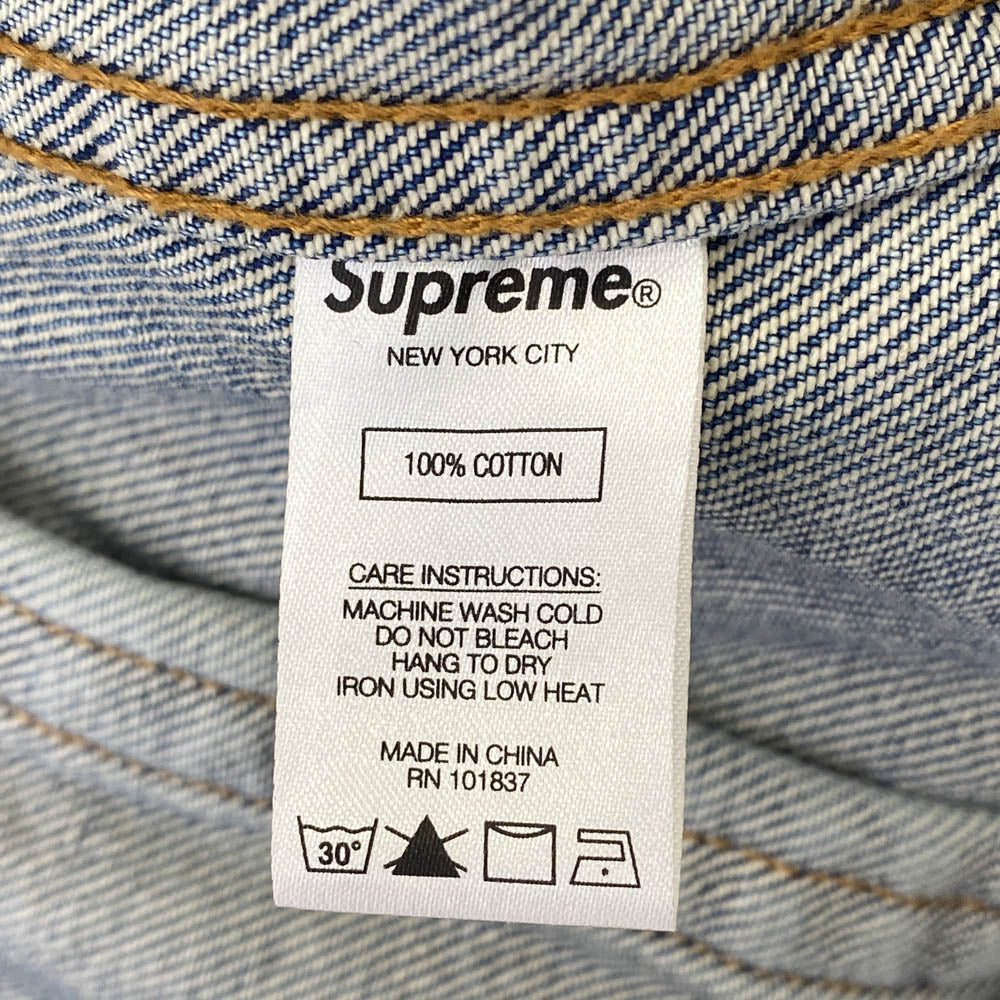 Supreme®
NEW YORK CITY
100% COTTON
CARE INSTRUCTIONS:
MACHINE WASH COLD
DO NOT BLEACH
HANG TO DRY
IRON USING LOW HEAT
MADE IN CHINA
RN 101837
30°